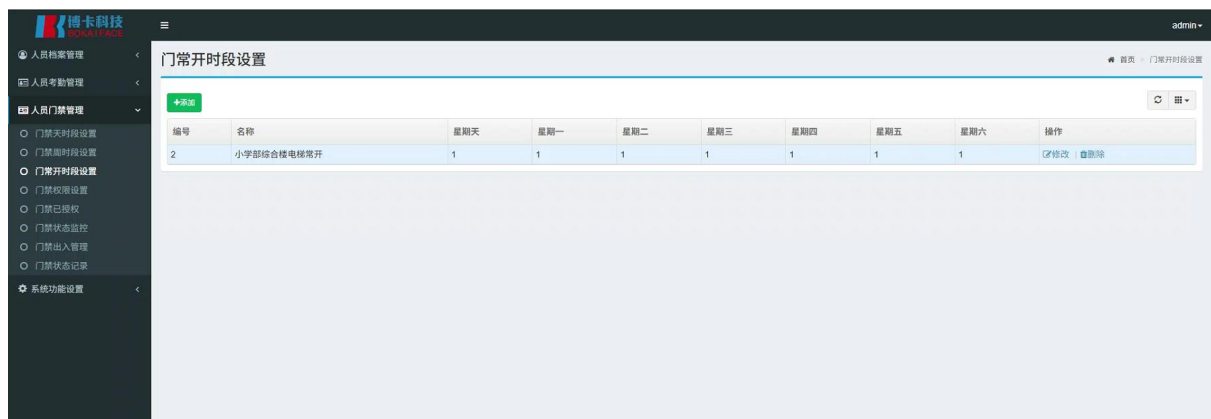 博卡科技
BOKAI FACE
admin
人员档案管理
人员考勤管理
人员门禁管理
门禁天时段设置
门禁周时段设置
门常开时段设置
门禁权限设置
门禁已授权
门禁状态监控
门禁出入管理
门禁状态记录
系统功能设置
门常开时段设置
首页 > 门常开时段设置
+添加
编号 名称 星期天 星期一 星期二 星期三 星期四 星期五 星期六 操作
2 小学部综合楼电梯常开 1 1 1 1 1 1 1 修改 | 删除